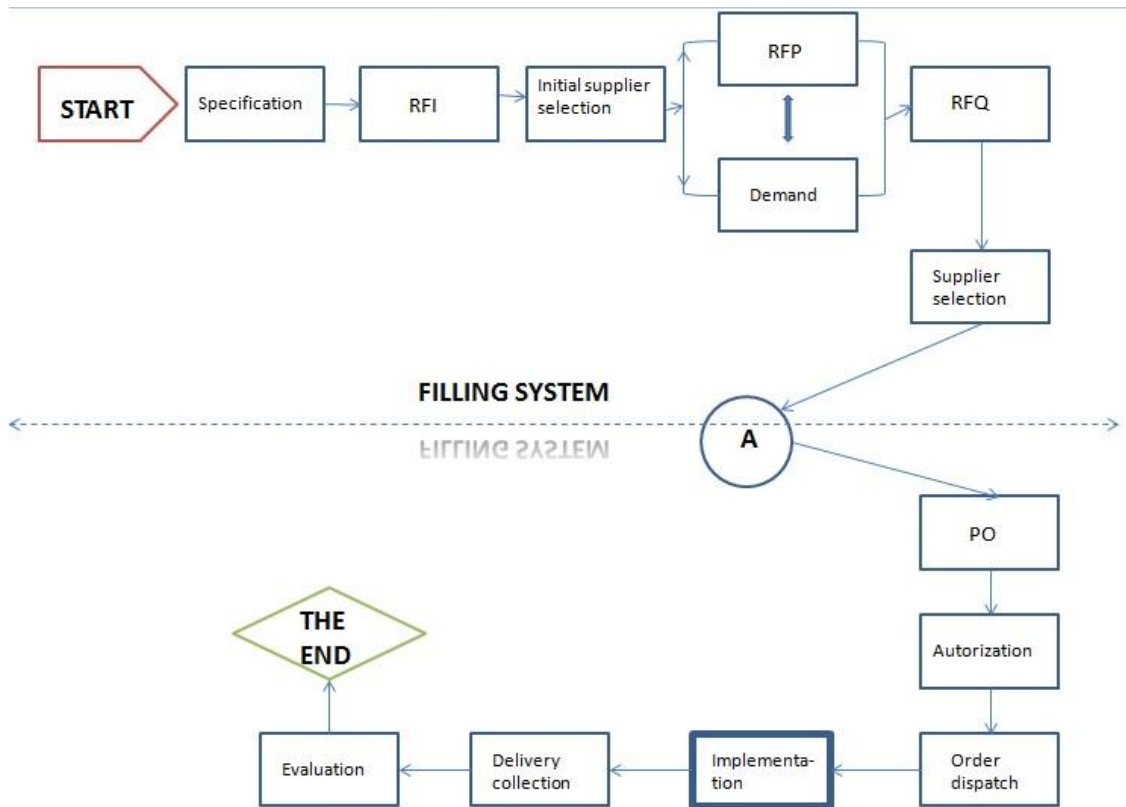 START
Specification
RFI
Initial supplier
selection
RFP
Demand
RFQ
Supplier
selection
FILLING SYSTEM
FILLING SYSTEM
A
PO
Autorization
Order
dispatch
Implementa-
tion
Delivery
collection
Evaluation
THE
END